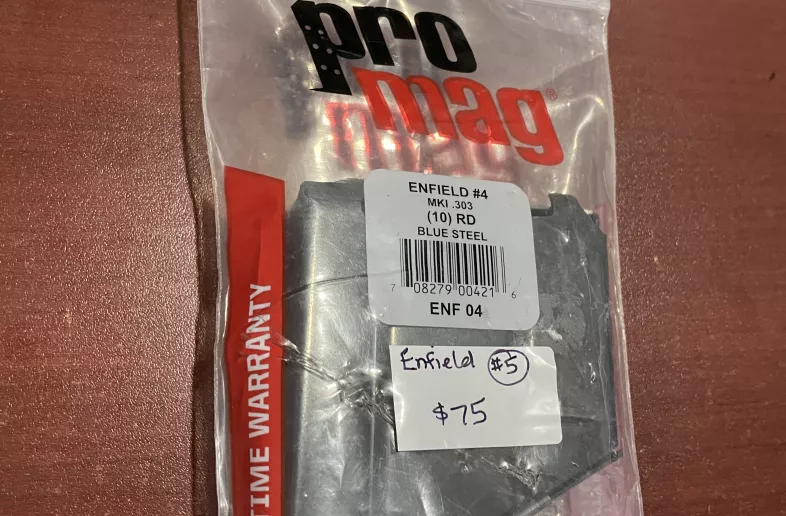 pro
mag®
ENFIELD #4
MKI .303
(10) RD
BLUE STEEL
7 08279 00421 6
ENF 04
Enfield #5
$75
TIME WARRANTY